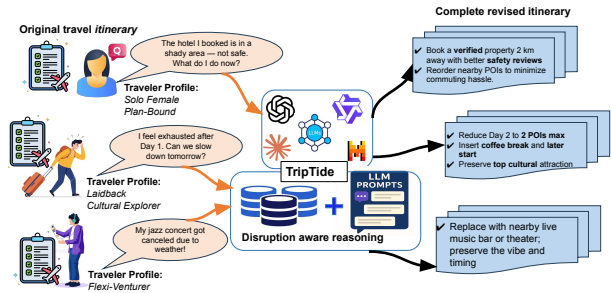 Original travel itinerary
The hotel I booked is in a
shady area — not safe.
What do I do now?
Q
Traveler Profile:
Solo Female
Plan-Bound
I feel exhausted after
Day 1. Can we slow
down tomorrow?
Traveler Profile:
Laidback
Cultural Explorer
My jazz concert got
canceled due to
weather!
Traveler Profile:
Flexi-Venturer
LLMs
TripTide
LLM
PROMPTS
Disruption aware reasoning
Complete revised itinerary
✔ Book a verified property 2 km
away with better safety reviews
✔ Reorder nearby POIs to minimize
commuting hassle.
✔ Reduce Day 2 to 2 POIs max
✔ Insert coffee break and later
start
✔ Preserve top cultural attraction
✔ Replace with nearby live
music bar or theater;
preserve the vibe and
timing